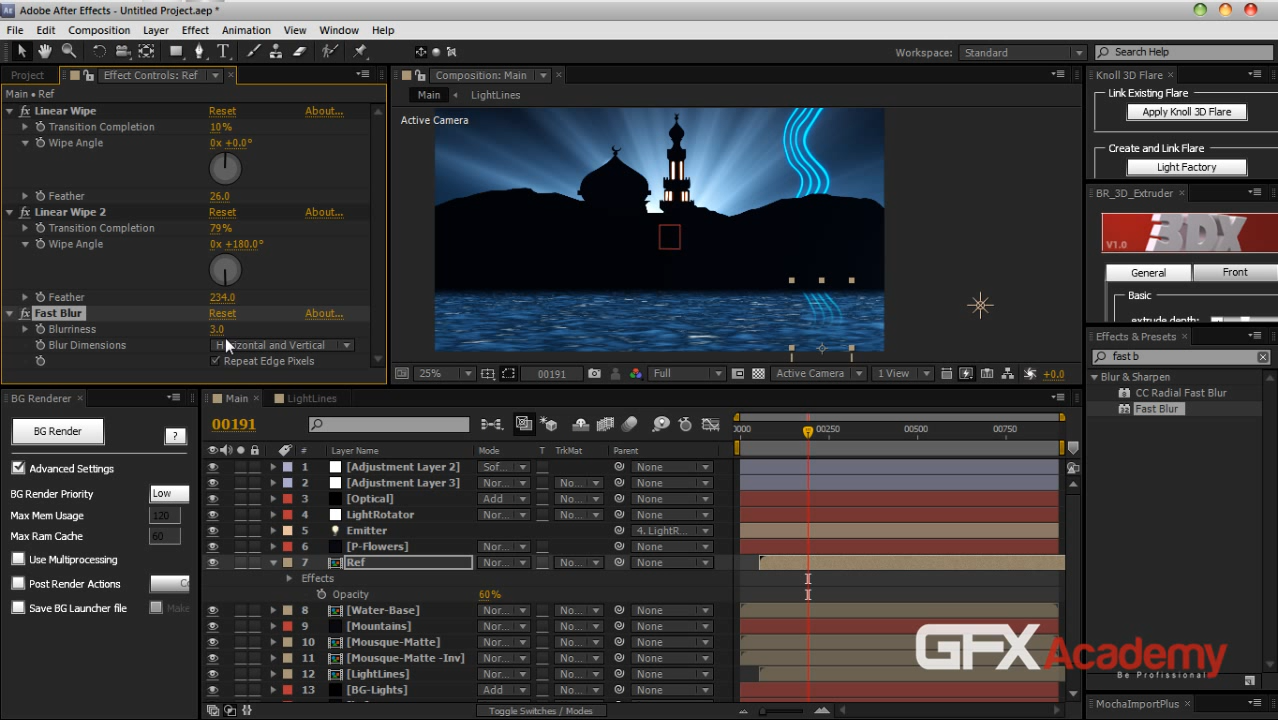 Adobe After Effects - Untitled Project.aep *
File Edit Composition Layer Effect Animation View Window Help
Workspace: Standard Search Help
Project Effect Controls: Ref
Main • Ref
Linear Wipe Reset About...
Transition Completion 10%
Wipe Angle 0x +0.0°
Feather 26.0
Linear Wipe 2 Reset About...
Transition Completion 79%
Wipe Angle 0x +180.0°
Feather 234.0
Fast Blur Reset About...
Blurriness 3.0
Blur Dimensions Horizontal and Vertical
Repeat Edge Pixels
Composition: Main
Main LightLines
Active Camera
25% 00191 Full Active Camera 1 View +0.0
Knoll 3D Flare
Link Existing Flare
Apply Knoll 3D Flare
Create and Link Flare
Light Factory
BR_3D_Extruder
V1.0 3DX
General Front
Basic
extrude depth:
Effects & Presets
fast b
Blur & Sharpen
CC Radial Fast Blur
Fast Blur
MochaImportPlus
BG Renderer
BG Render ?
Advanced Settings
BG Render Priority Low
Max Mem Usage 120
Max Ram Cache 60
Use Multiprocessing
Post Render Actions
Save BG Launcher file Make
Main LightLines
00191
0000 00250 00500 00750
# Layer Name Mode T TrkMat Parent
1 [Adjustment Layer 2] Sof... None
2 [Adjustment Layer 3] Nor... No... None
3 [Optical] Add No... None
4 LightRotator Nor... No... None
5 Emitter 4. LightR...
6 [P-Flowers] Nor... No... None
7 Ref Nor... No... None
Effects
Opacity 60%
8 [Water-Base] Nor... No... None
9 [Mountains] Nor... No... None
10 [Mousque-Matte] Nor... No... None
11 [Mousque-Matte -Inv] Nor... No... None
12 [LightLines] Nor... No... None
13 [BG-Lights] Add No... None
Toggle Switches / Modes
GFXAcademy
Be Profissional